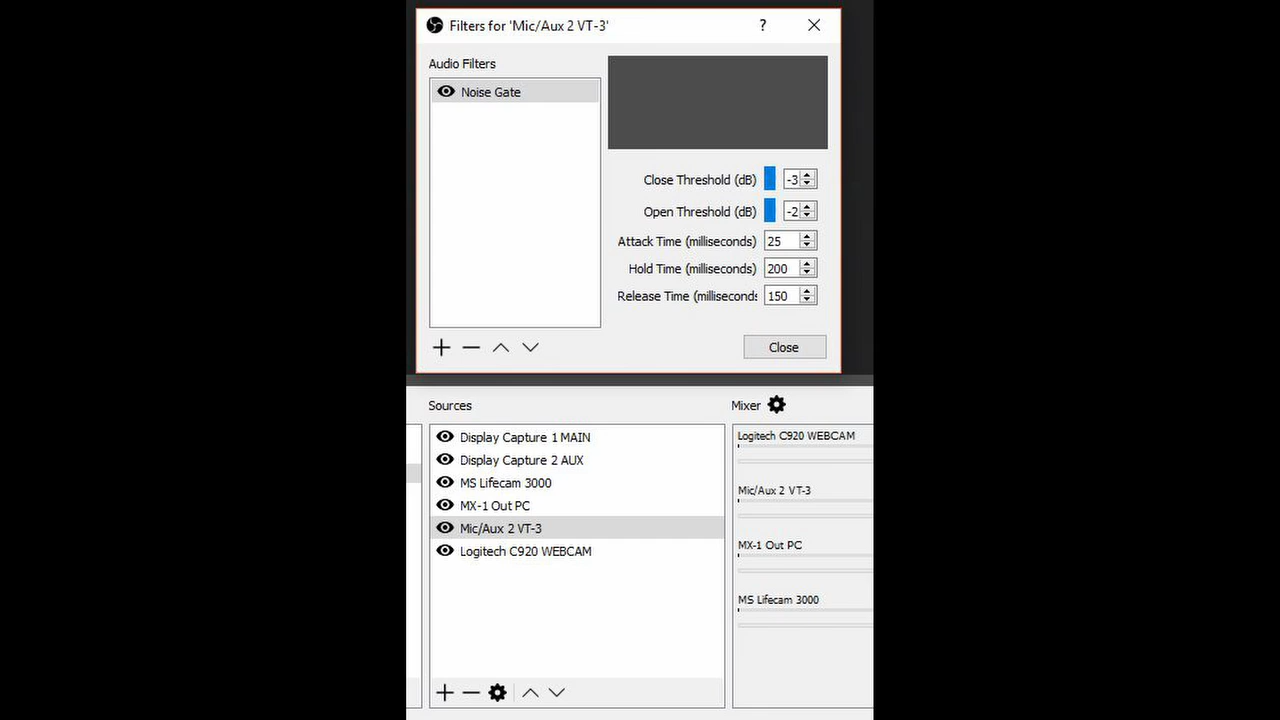 Filters for 'Mic/Aux 2 VT-3'
?
Audio Filters
Noise Gate
Close Threshold (dB) -3
Open Threshold (dB) -2
Attack Time (milliseconds) 25
Hold Time (milliseconds) 200
Release Time (milliseconds 150
Close
Sources
Display Capture 1 MAIN
Display Capture 2 AUX
MS Lifecam 3000
MX-1 Out PC
Mic/Aux 2 VT-3
Logitech C920 WEBCAM
Mixer
Logitech C920 WEBCAM
Mic/Aux 2 VT-3
MX-1 Out PC
MS Lifecam 3000